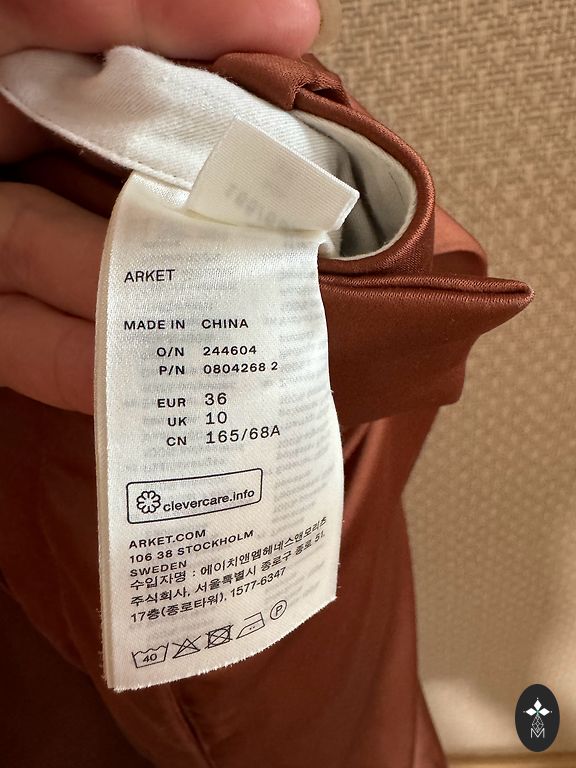 ARKET
MADE IN CHINA
O/N 244604
P/N 0804268 2
EUR 36
UK 10
CN 165/68A
clevercare.info
ARKET.COM
106 38 STOCKHOLM
SWEDEN
수입자명 : 에이치앤엠헤네스앤모리츠
주식회사, 서울특별시 종로구 종로 51,
17층(종로타워), 1577-6347
40 P